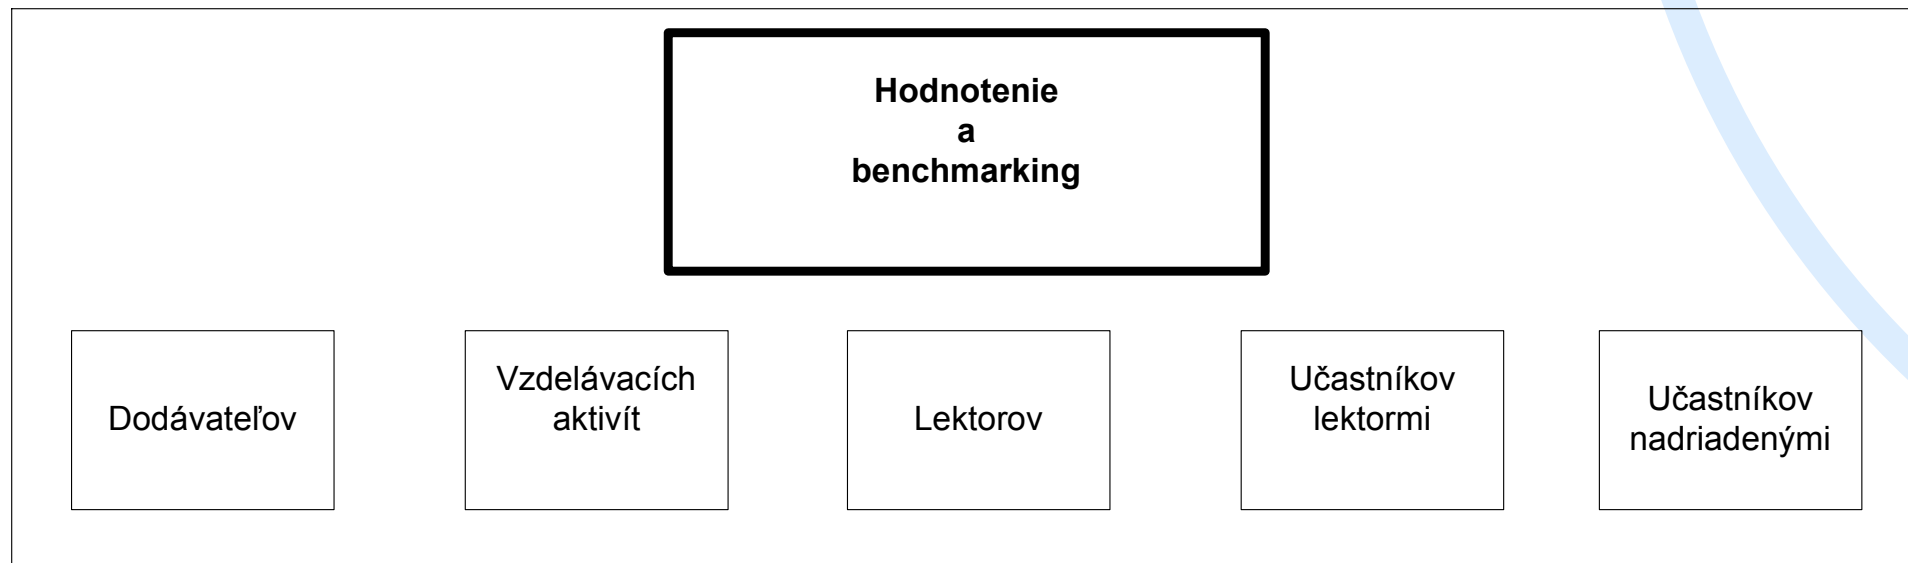 Hodnotenie
a
benchmarking
Dodávateľov
Vzdelávacích
aktivít
Lektorov
Učastníkov
lektormi
Učastníkov
nadriadenými